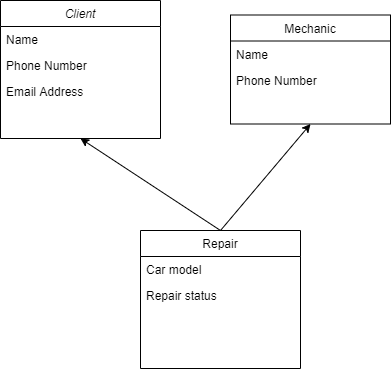 Client
Name
Phone Number
Email Address
Mechanic
Name
Phone Number
Repair
Car model
Repair status